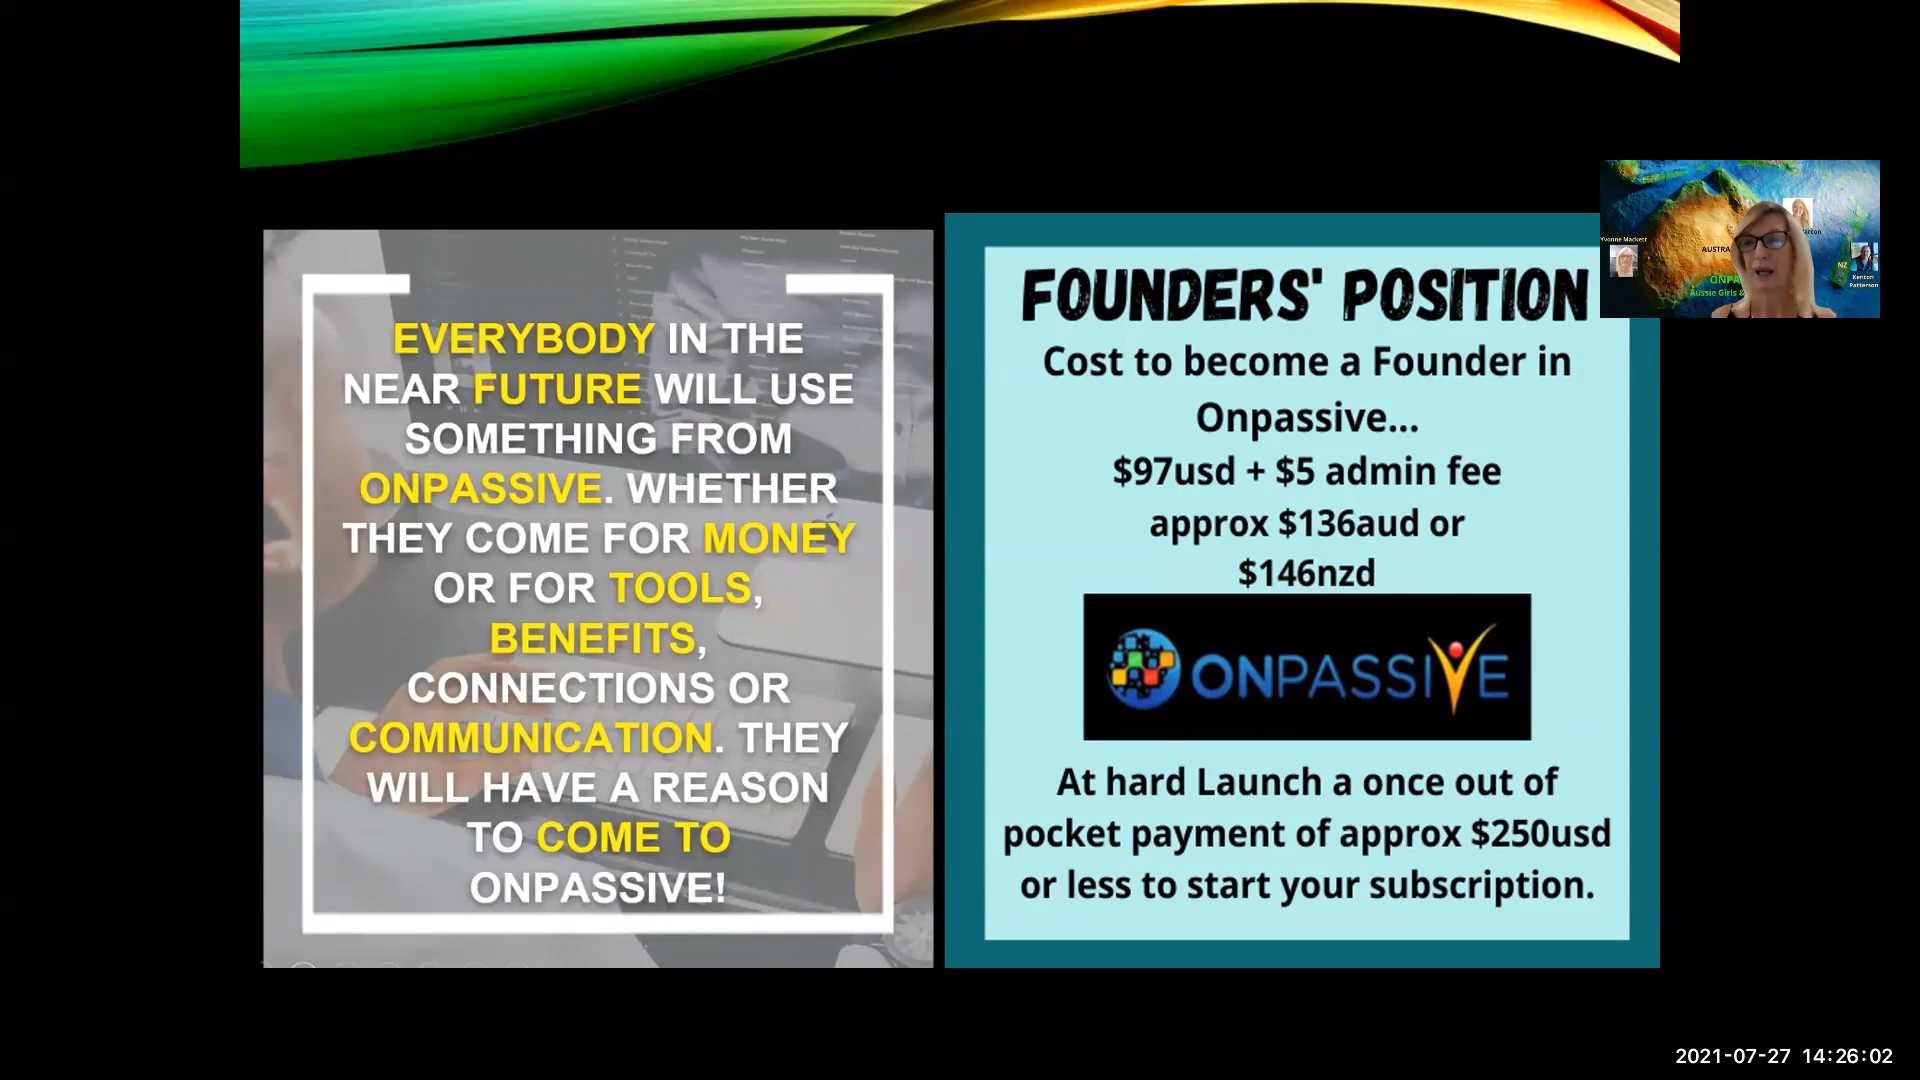 EVERYBODY IN THE
NEAR FUTURE WILL USE
SOMETHING FROM
ONPASSIVE. WHETHER
THEY COME FOR MONEY
OR FOR TOOLS,
BENEFITS,
CONNECTIONS OR
COMMUNICATION. THEY
WILL HAVE A REASON
TO COME TO
ONPASSIVE!
FOUNDERS' POSITION
Cost to become a Founder in
Onpassive...
$97usd + $5 admin fee
approx $136aud or
$146nzd
ONPASSIVE
At hard Launch a once out of
pocket payment of approx $250usd
or less to start your subscription.
Yvonne Mackett
NZ
Kenton
Patterson
Aussie Girls &
2021-07-27 14:26:02